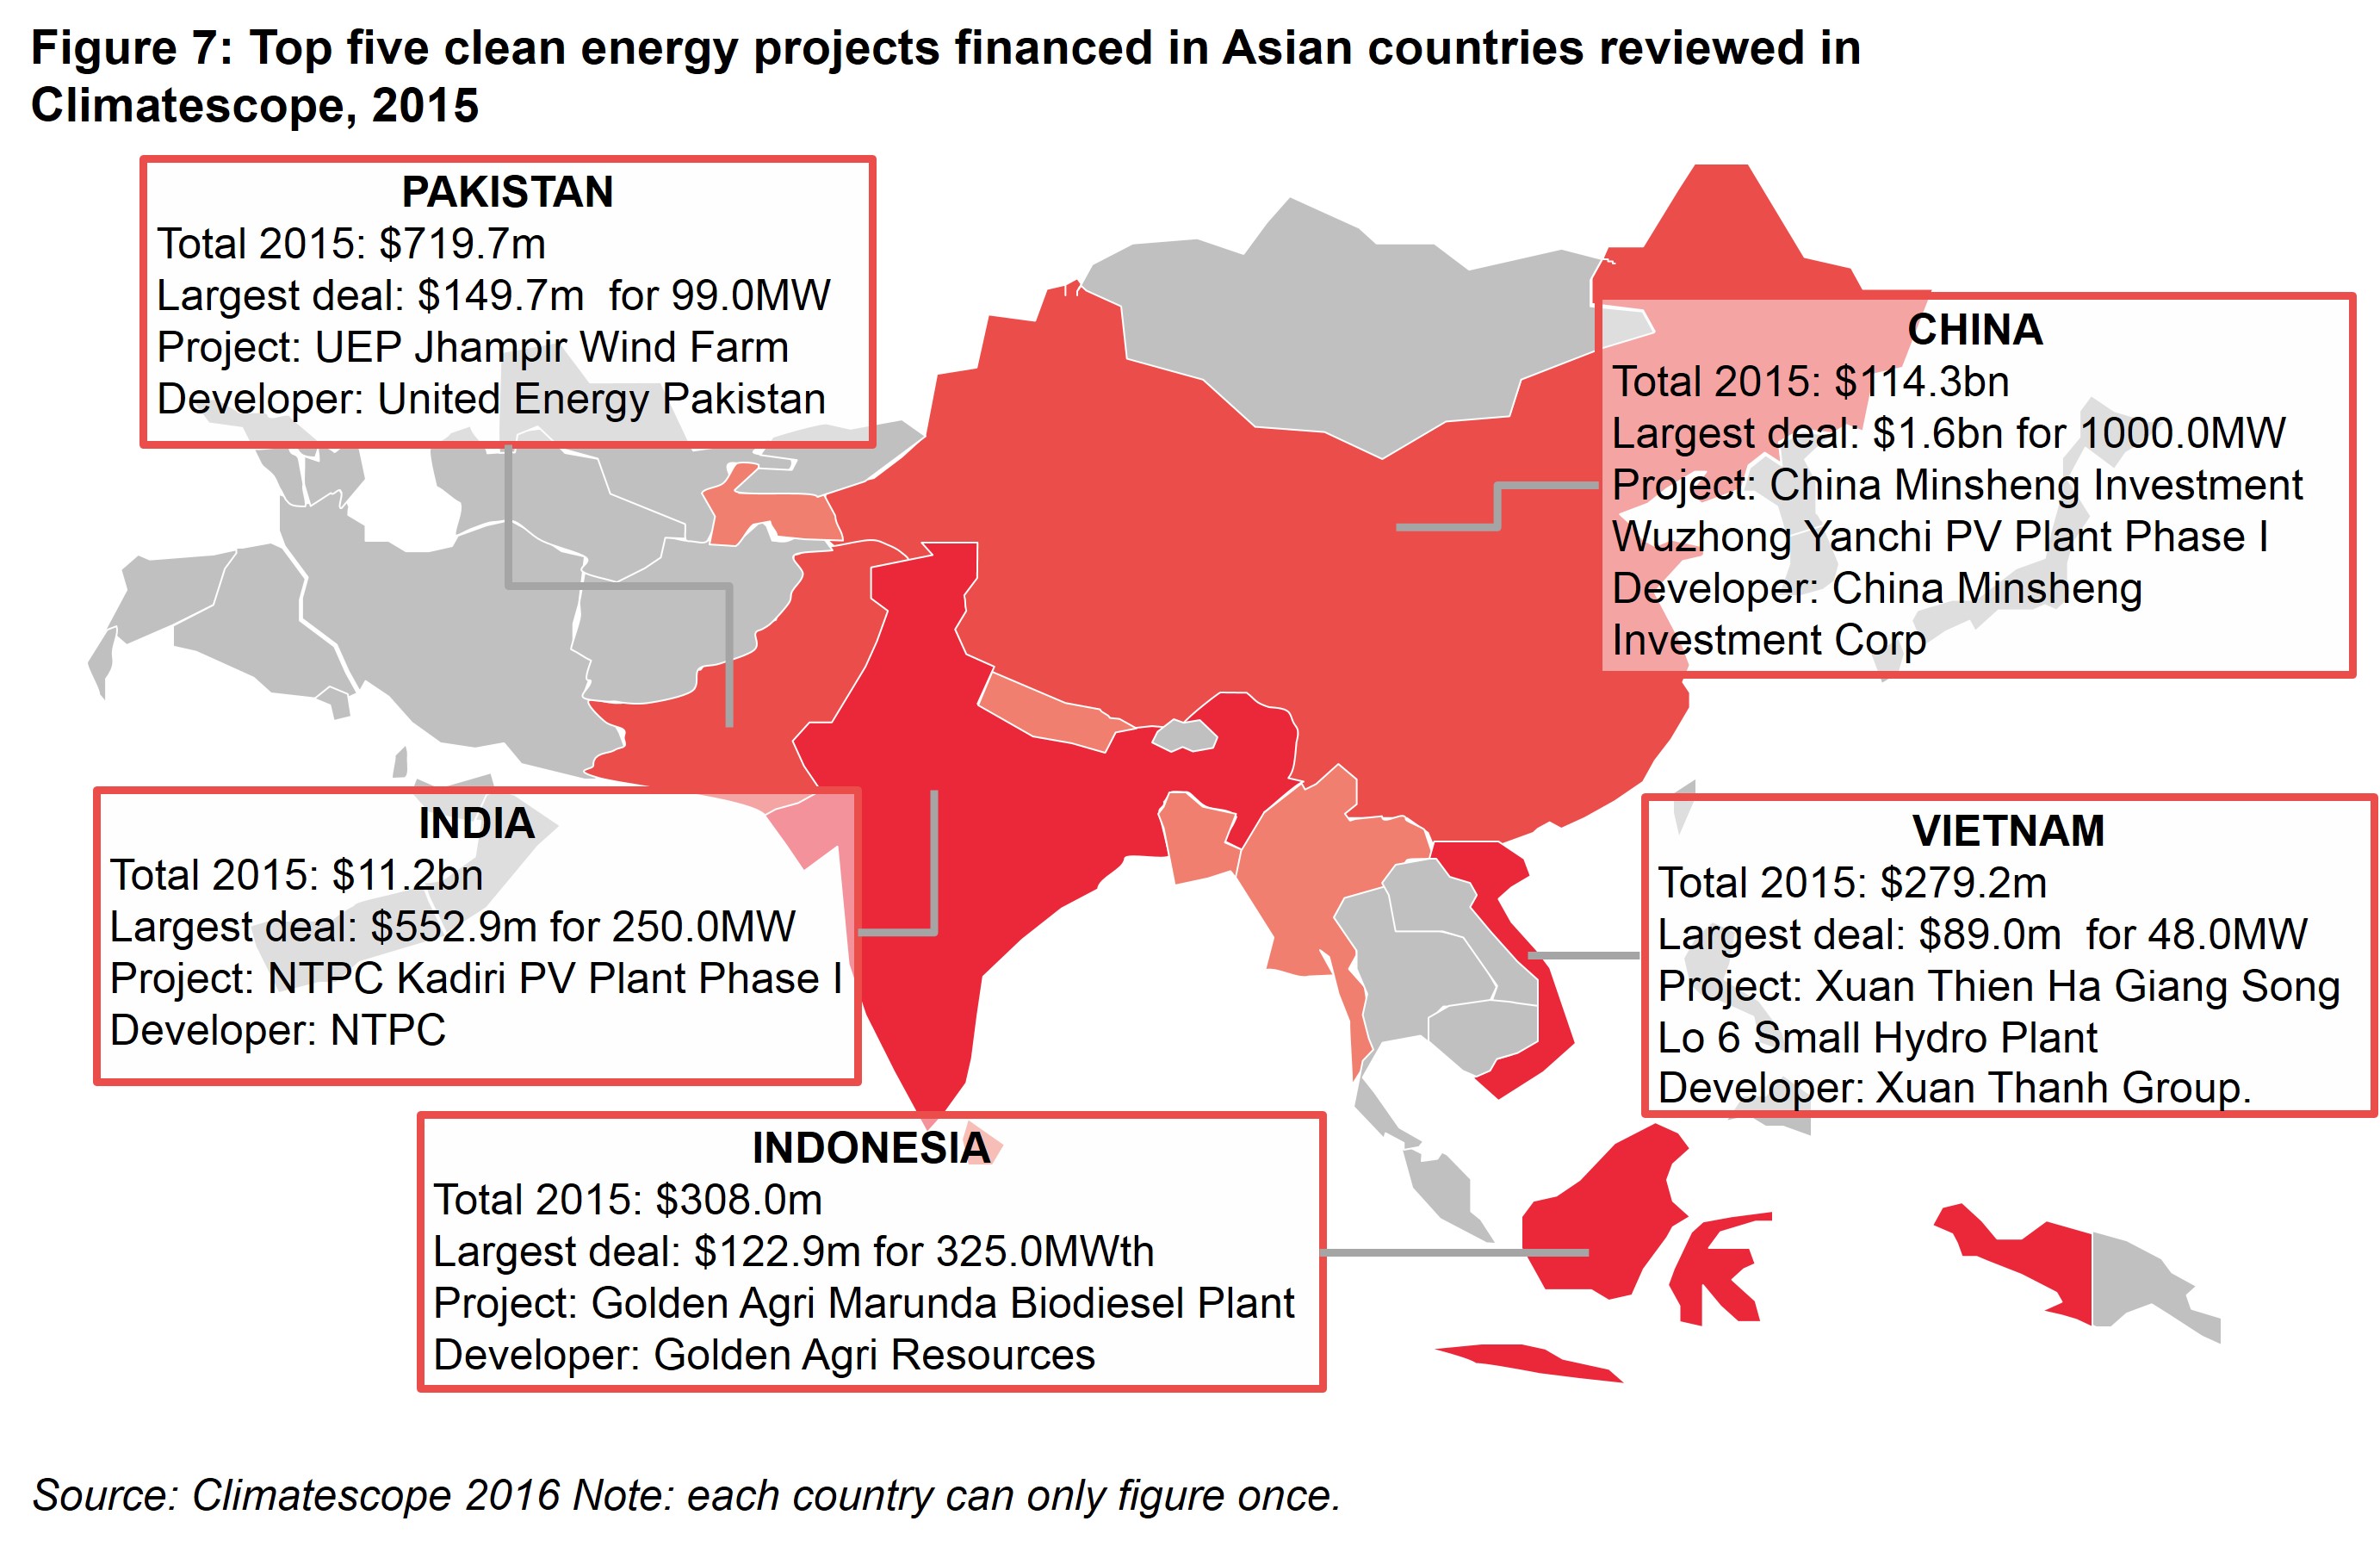 Figure 7: Top five clean energy projects financed in Asian countries reviewed in
Climatescope, 2015
PAKISTAN
Total 2015: $719.7m
Largest deal: $149.7m  for 99.0MW
Project: UEP Jhampir Wind Farm
Developer: United Energy Pakistan
CHINA
Total 2015: $114.3bn
Largest deal: $1.6bn for 1000.0MW
Project: China Minsheng Investment
Wuzhong Yanchi PV Plant Phase I
Developer: China Minsheng
Investment Corp
INDIA
Total 2015: $11.2bn
Largest deal: $552.9m for 250.0MW
Project: NTPC Kadiri PV Plant Phase I
Developer: NTPC
VIETNAM
Total 2015: $279.2m
Largest deal: $89.0m  for 48.0MW
Project: Xuan Thien Ha Giang Song
Lo 6 Small Hydro Plant
Developer: Xuan Thanh Group.
INDONESIA
Total 2015: $308.0m
Largest deal: $122.9m for 325.0MWth
Project: Golden Agri Marunda Biodiesel Plant
Developer: Golden Agri Resources
Source: Climatescope 2016 Note: each country can only figure once.